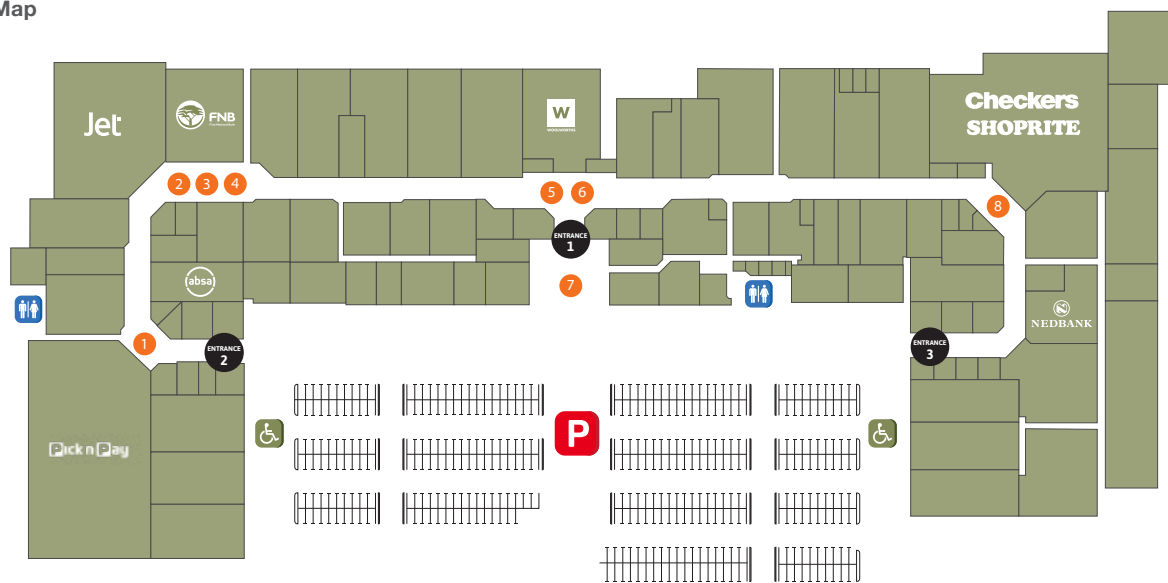 Map
Jet
FNB
W
WOOLWORTHS
Checkers
SHOPRITE
2
3
4
5
6
8
ENTRANCE
1
absa
7
NEDBANK
1
ENTRANCE
2
ENTRANCE
3
P
Pick n Pay